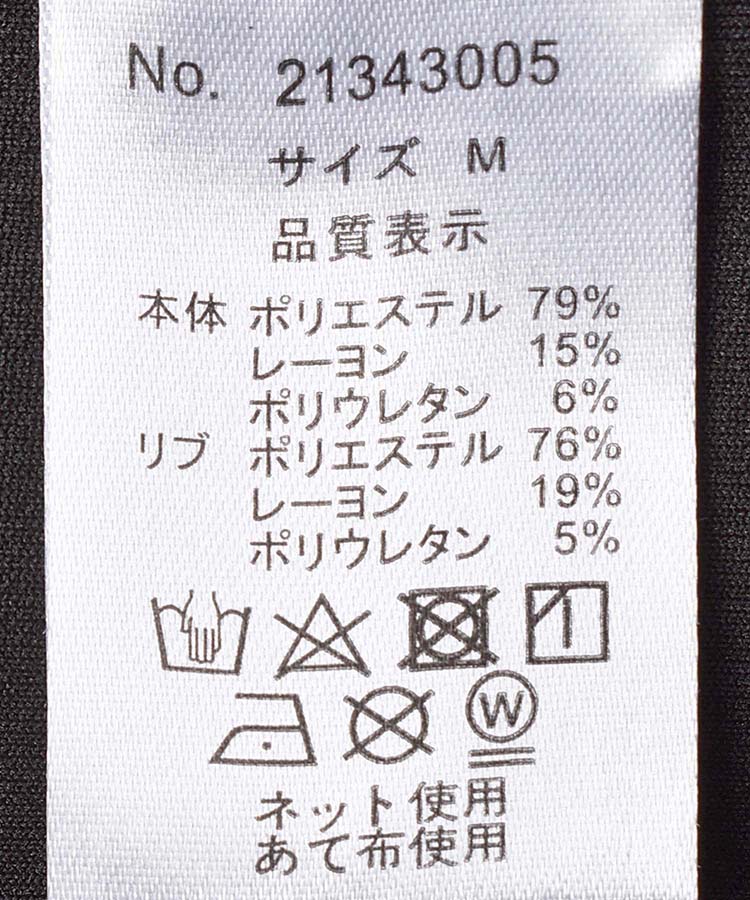 No. 21343005
サイズ M
品質表示
本体 ポリエステル 79%
レーヨン 15%
ポリウレタン 6%
リブ ポリエステル 76%
レーヨン 19%
ポリウレタン 5%
W
ネット使用
あて布使用